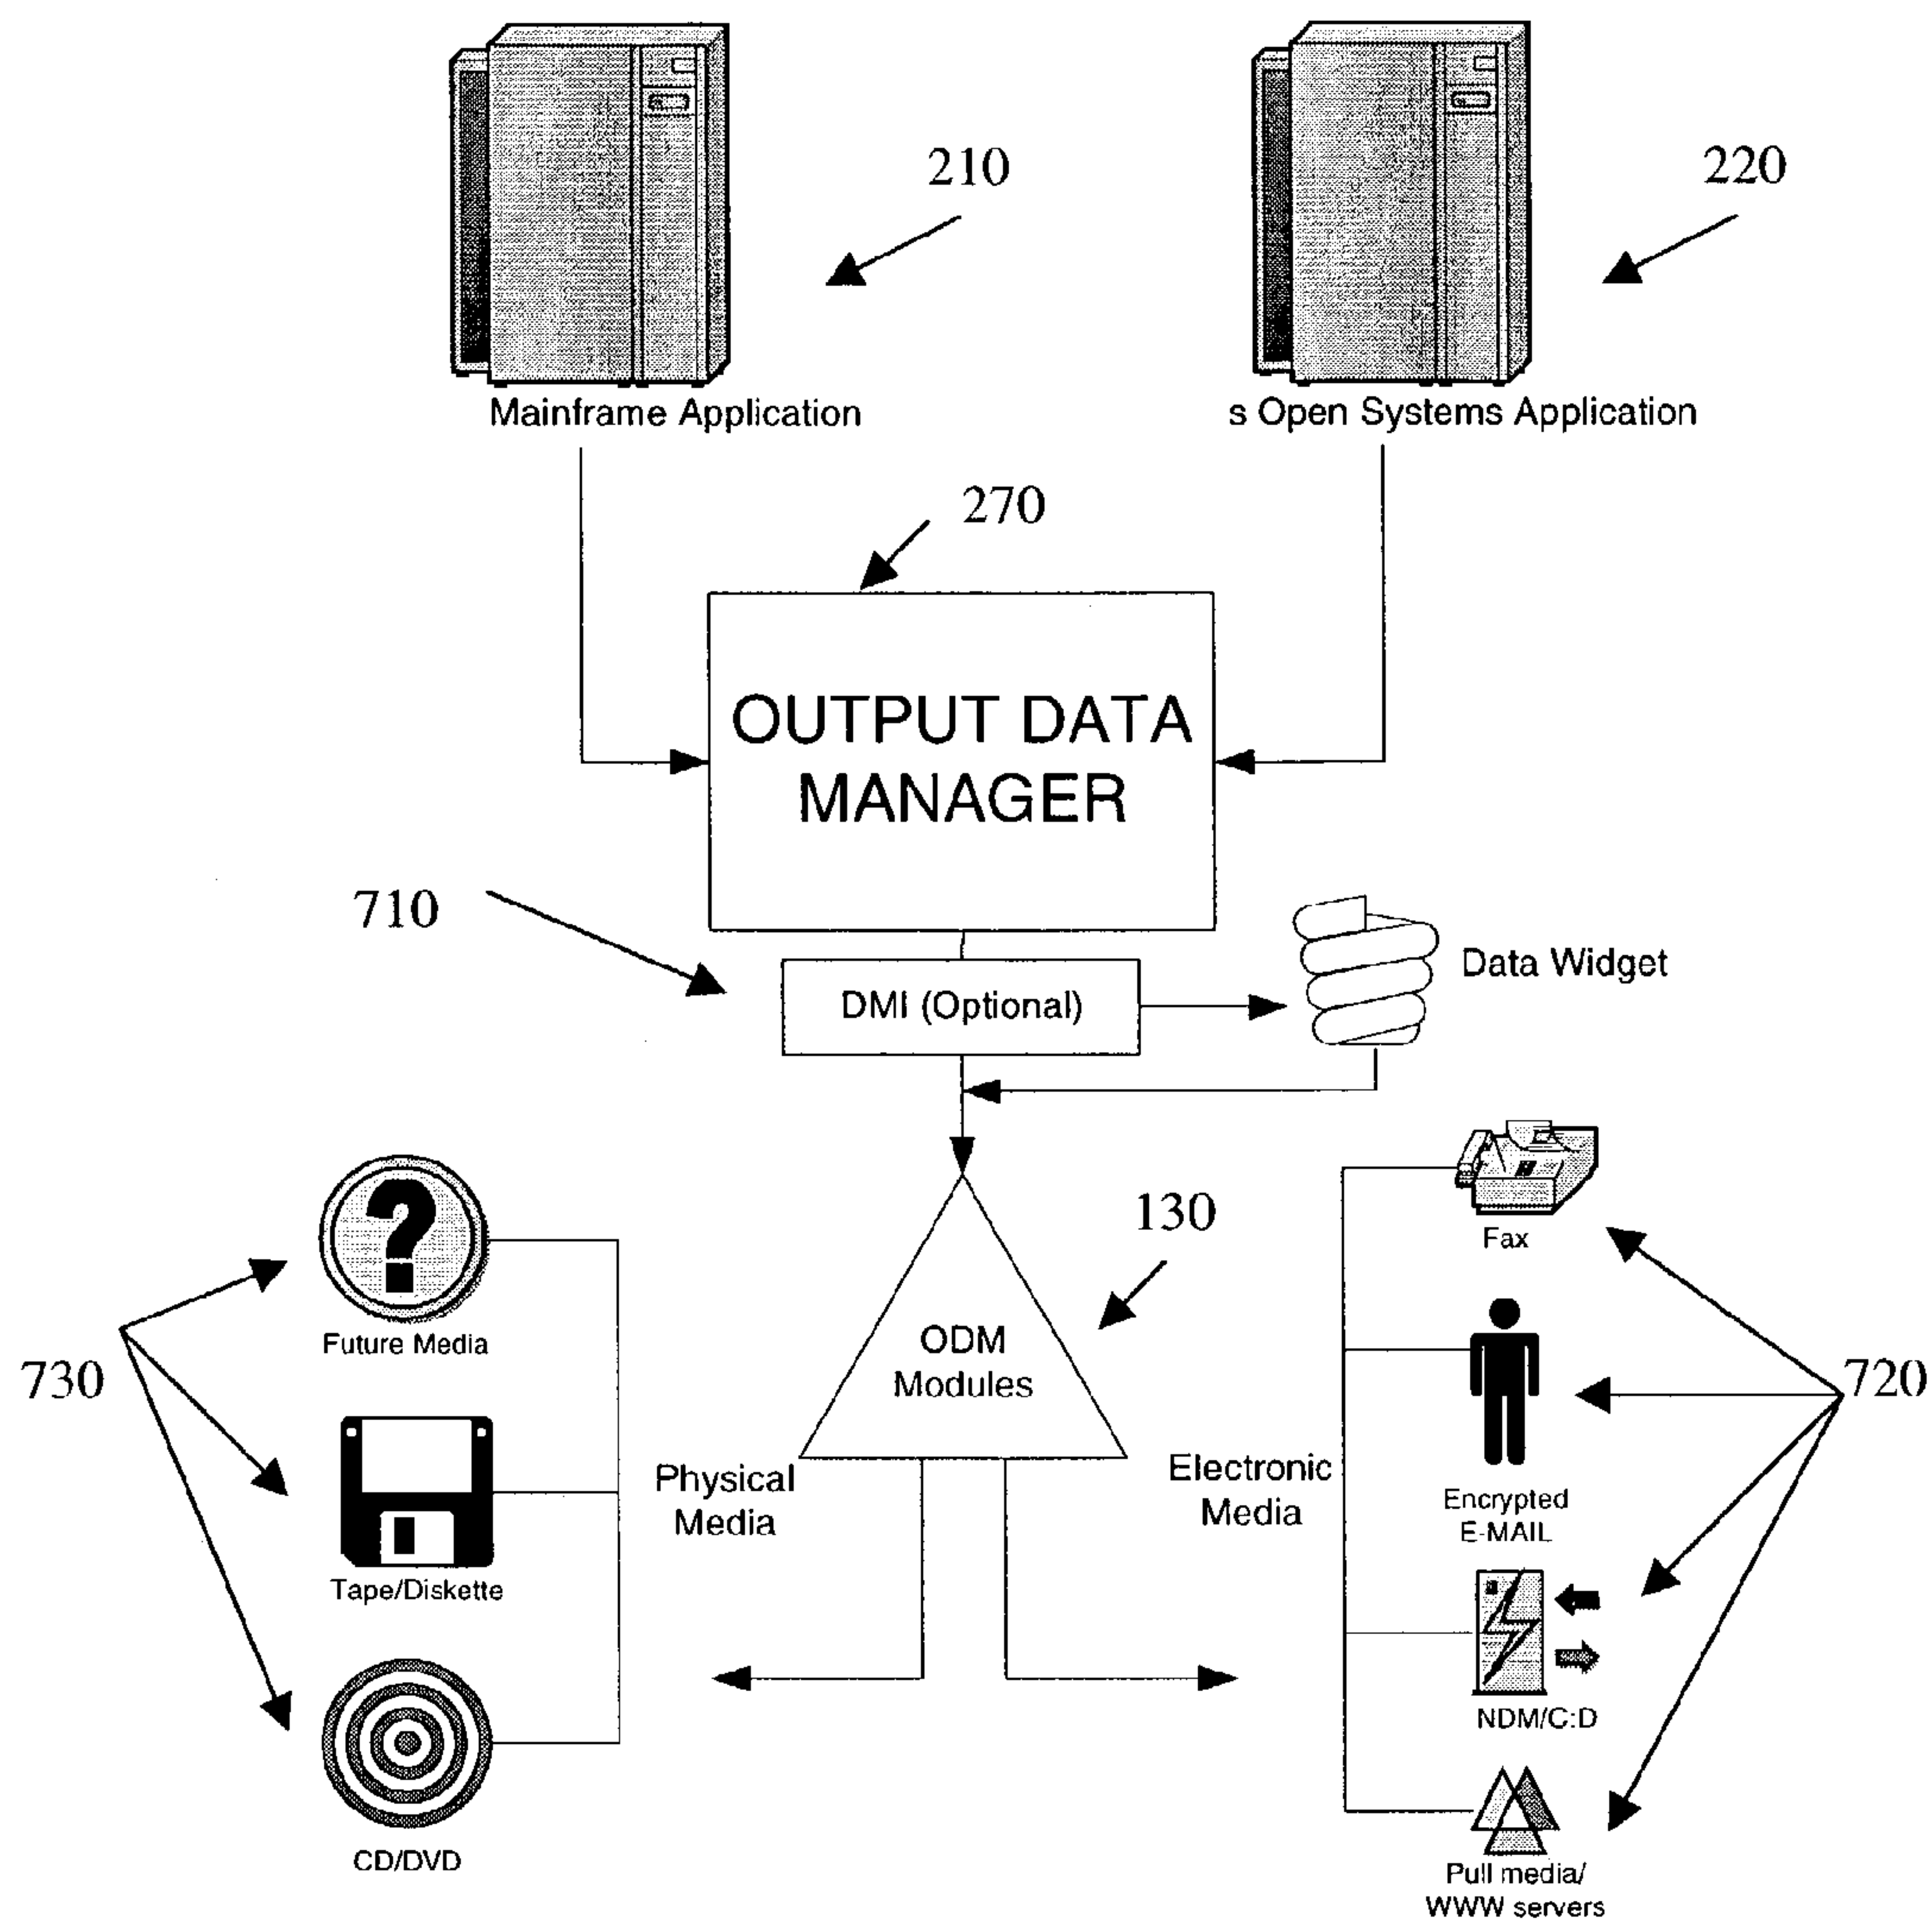 210
220
Mainframe Application
s Open Systems Application
270
OUTPUT DATA
MANAGER
710
Data Widget
DMI (Optional)
130
Fax
ODM
Modules
Future Media
730
720
Physical
Media
Electronic
Media
Encrypted
E-MAIL
Tape/Diskette
NDM/C:D
CD/DVD
Pull media/
WWW servers